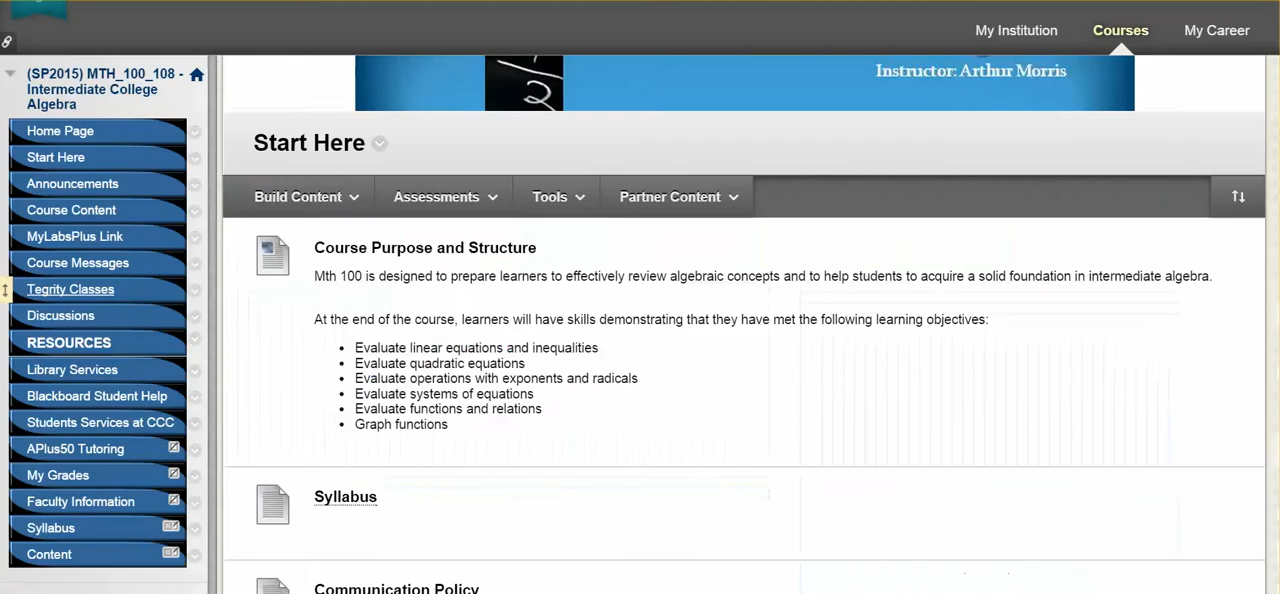 My Institution
Courses
My Career
(SP2015) MTH_100_108 -
Intermediate College
Algebra
Home Page
Start Here
Announcements
Course Content
MyLabsPlus Link
Course Messages
Tegrity Classes
Discussions
RESOURCES
Library Services
Blackboard Student Help
Students Services at CCC
APlus50 Tutoring
My Grades
Faculty Information
Syllabus
Content
Instructor: Arthur Morris
Start Here
Build Content
Assessments
Tools
Partner Content
Course Purpose and Structure
Mth 100 is designed to prepare learners to effectively review algebraic concepts and to help students to acquire a solid foundation in intermediate algebra.
At the end of the course, learners will have skills demonstrating that they have met the following learning objectives:
• Evaluate linear equations and inequalities
• Evaluate quadratic equations
• Evaluate operations with exponents and radicals
• Evaluate systems of equations
• Evaluate functions and relations
• Graph functions
Syllabus
Communication Policy